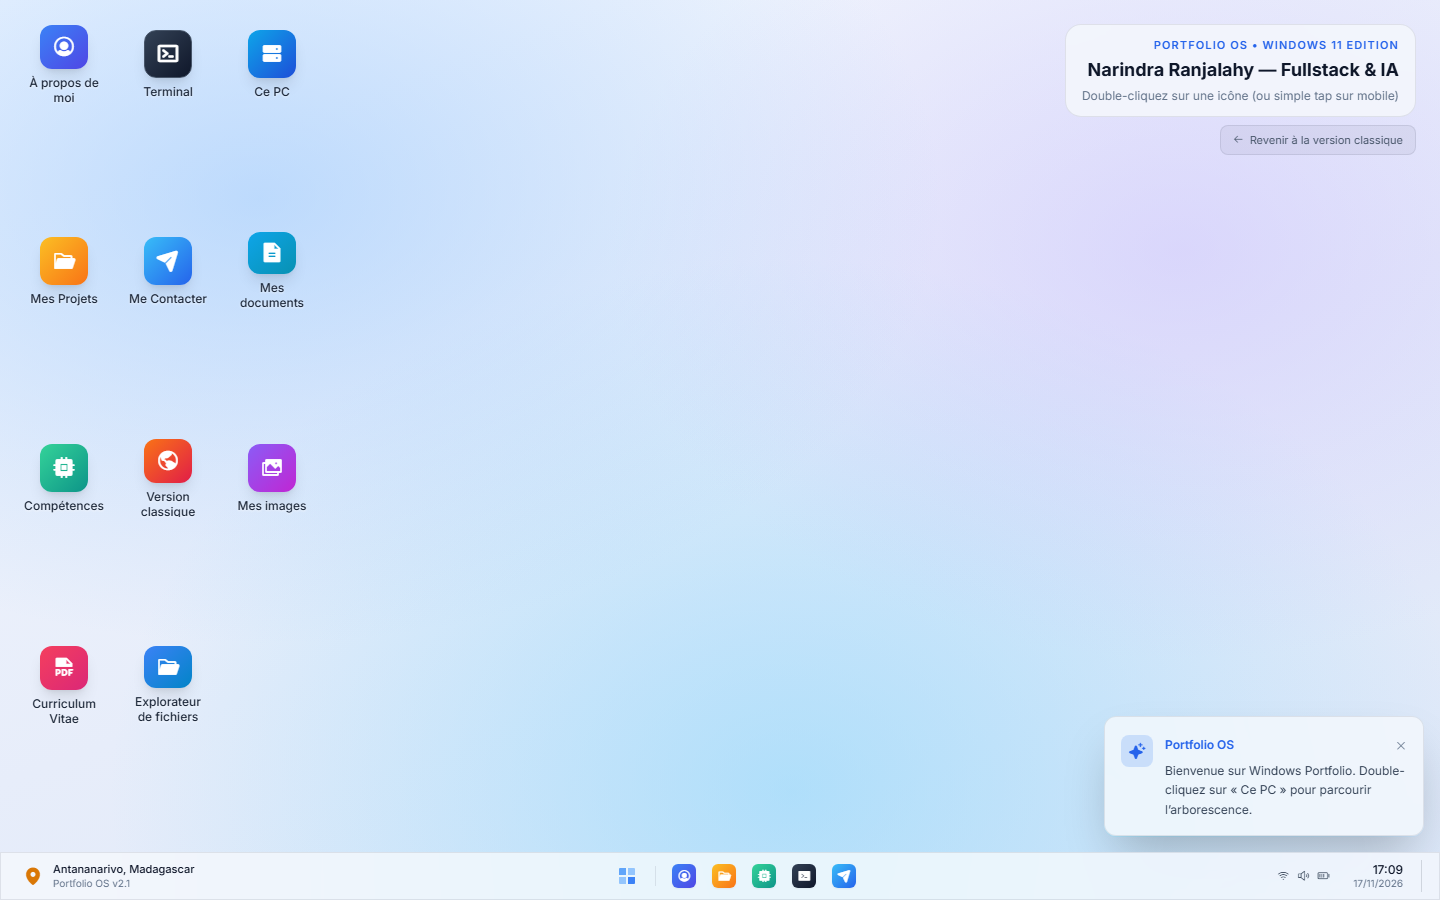 À propos de
moi
Terminal
Ce PC
PORTFOLIO OS • WINDOWS 11 EDITION
Narindra Ranjalahy — Fullstack & IA
Double-cliquez sur une icône (ou simple tap sur mobile)
← Revenir à la version classique
Mes Projets
Me Contacter
Mes
documents
Compétences
Version
classique
Mes images
PDF
Curriculum
Vitae
Explorateur
de fichiers
Portfolio OS
Bienvenue sur Windows Portfolio. Double-
cliquez sur « Ce PC » pour parcourir
l’arborescence.
Antananarivo, Madagascar
Portfolio OS v2.1
17:09
17/11/2026